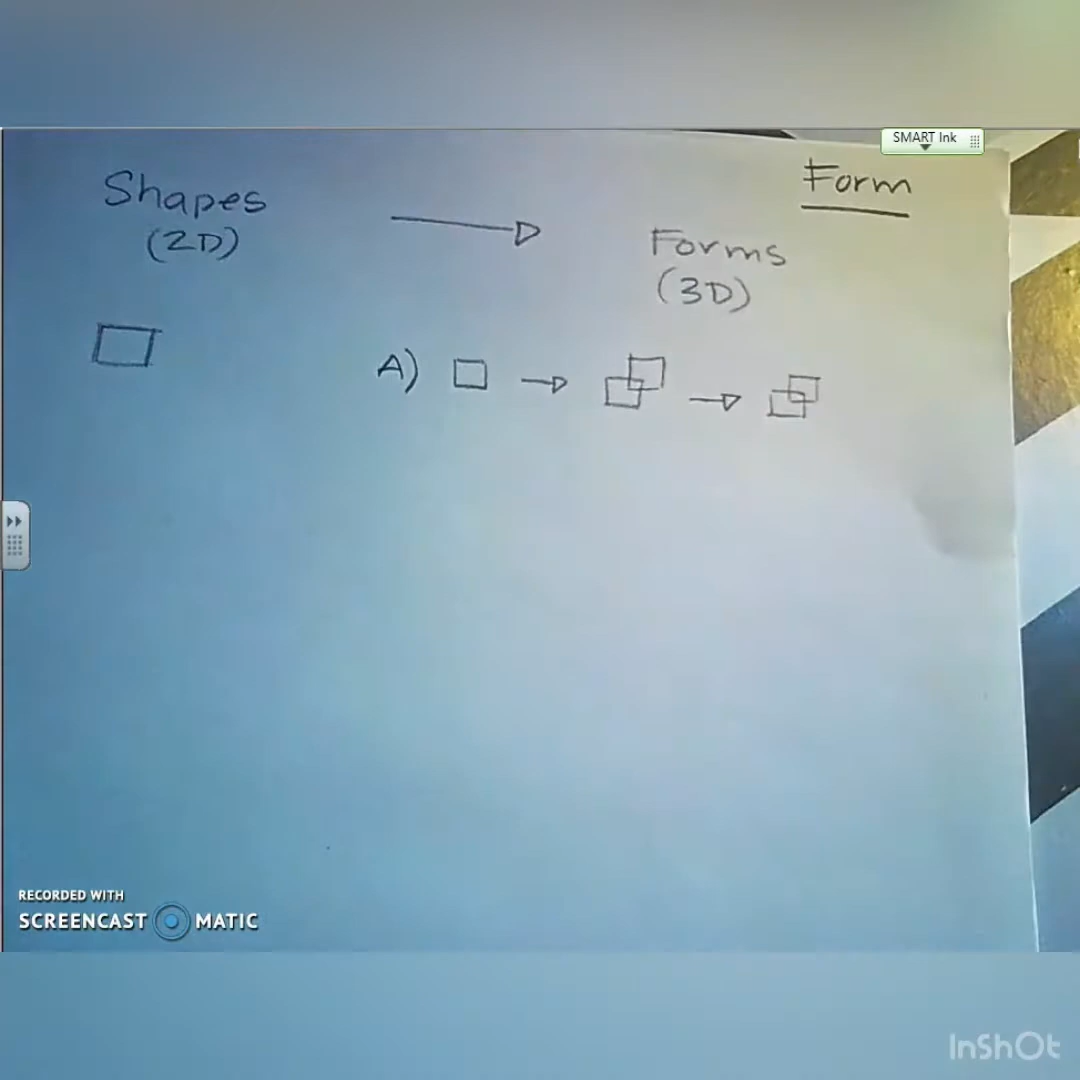 SMART Ink
Form
Shapes
(2D)
Forms
(3D)
A)
RECORDED WITH
SCREENCAST MATIC
InShOt